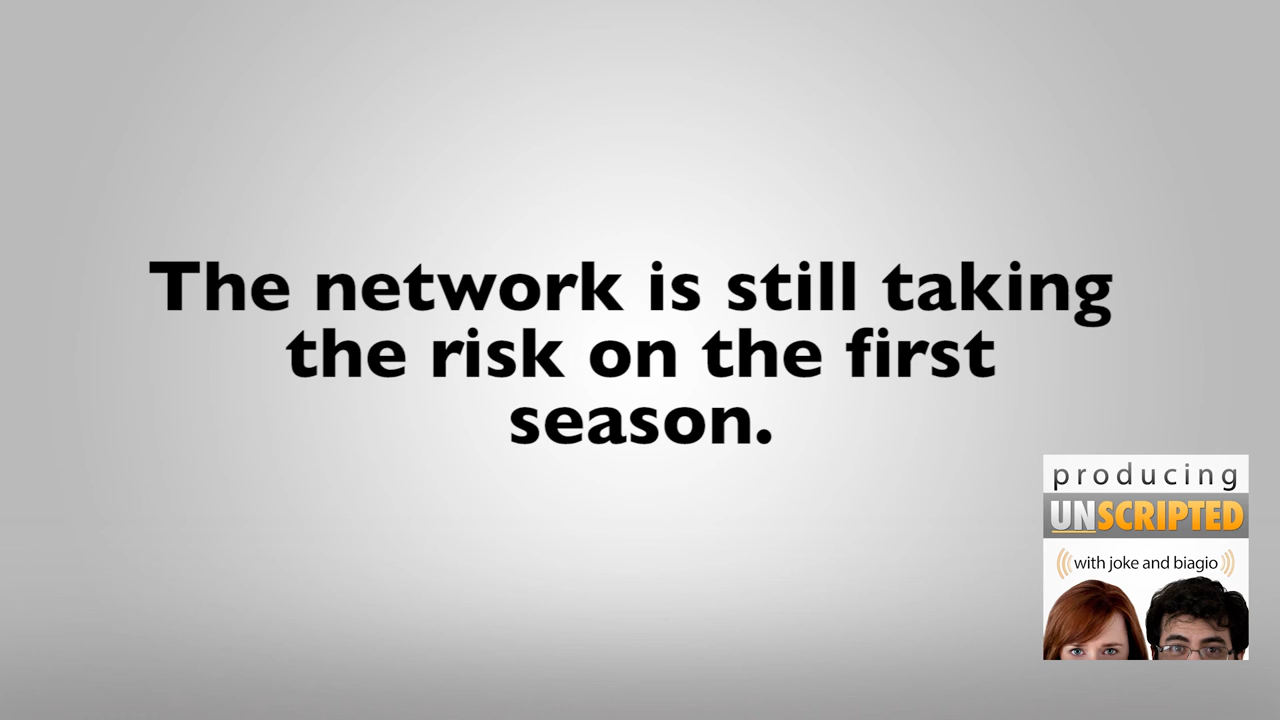 The network is still taking
the risk on the first
season.
producing
UNSCRIPTED
with joke and biagio